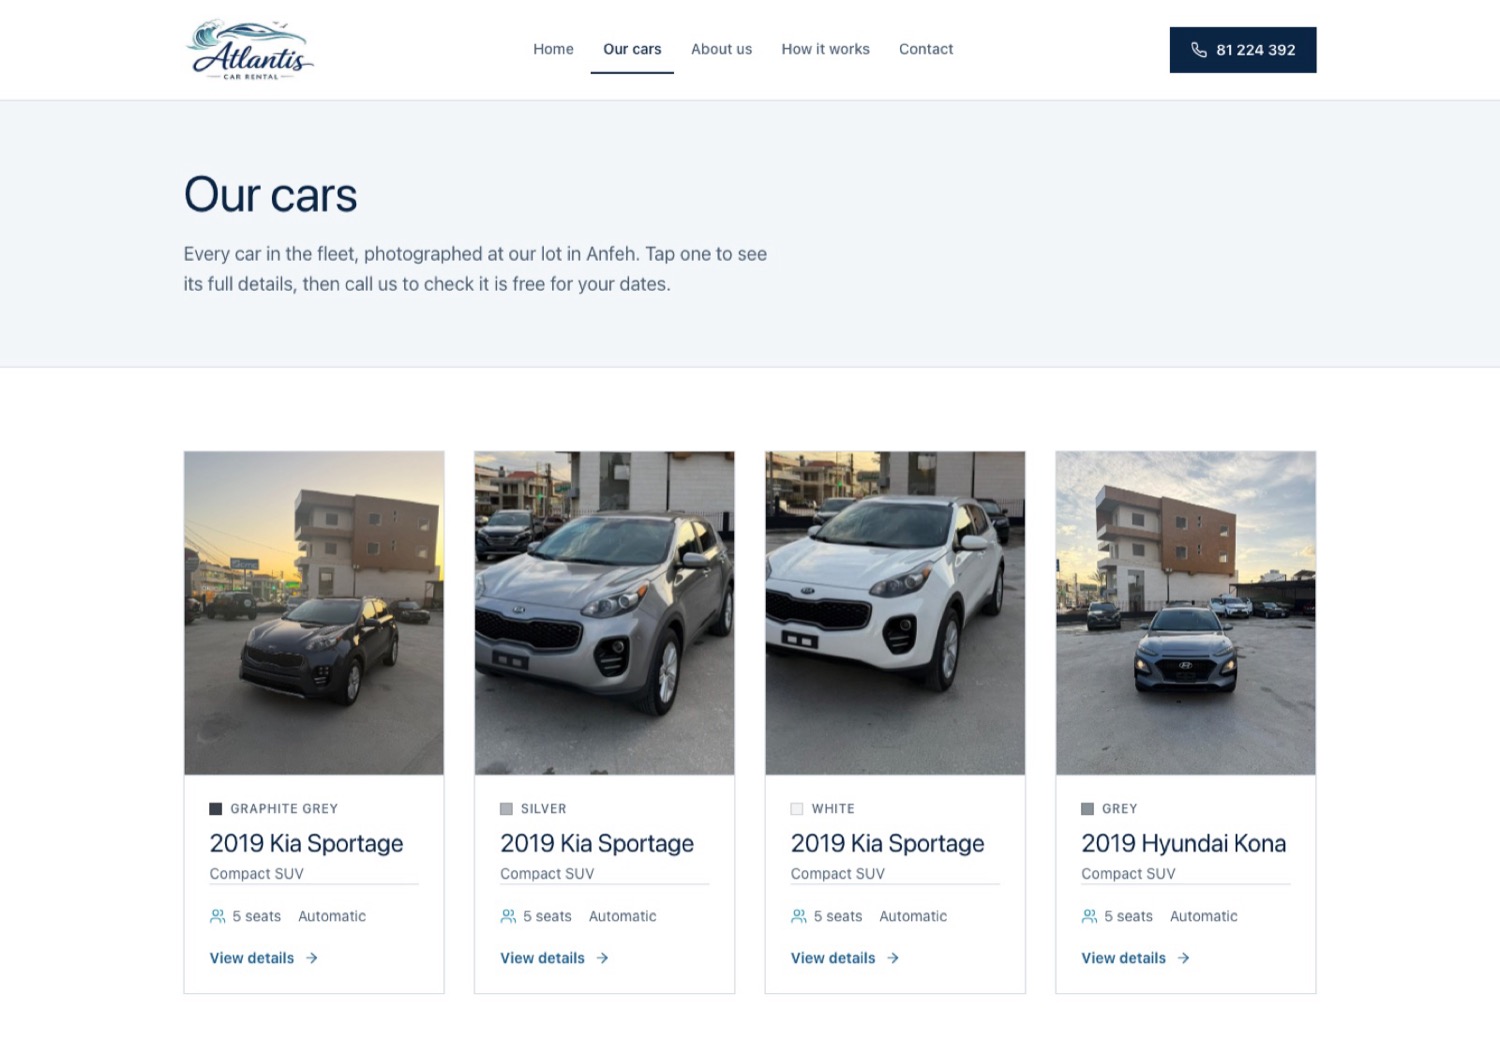 Atlantis
CAR RENTAL
Home
Our cars
About us
How it works
Contact
81 224 392
Our cars
Every car in the fleet, photographed at our lot in Anfeh. Tap one to see
its full details, then call us to check it is free for your dates.
GRAPHITE GREY
2019 Kia Sportage
Compact SUV
5 seats Automatic
View details →
SILVER
2019 Kia Sportage
Compact SUV
5 seats Automatic
View details →
WHITE
2019 Kia Sportage
Compact SUV
5 seats Automatic
View details →
GREY
2019 Hyundai Kona
Compact SUV
5 seats Automatic
View details →